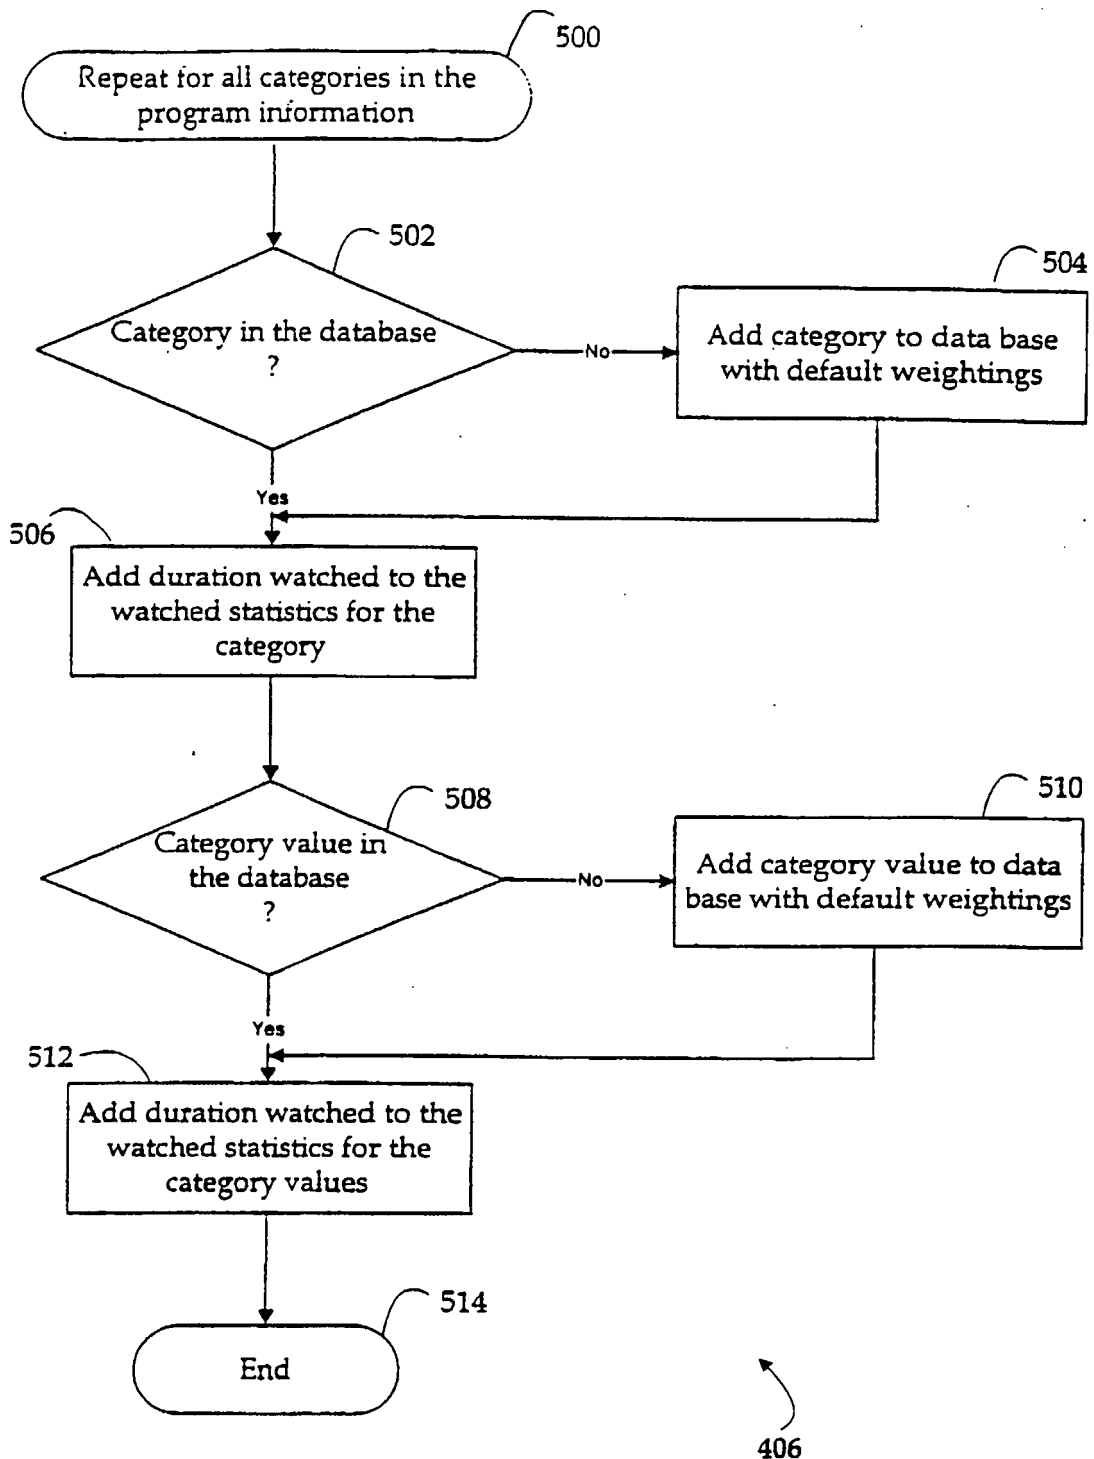 500
Repeat for all categories in the
program information
502
Category in the database
?
No
504
Add category to data base
with default weightings
Yes
506
Add duration watched to the
watched statistics for the
category
508
Category value in
the database
?
No
510
Add category value to data
base with default weightings
Yes
512
Add duration watched to the
watched statistics for the
category values
514
End
406